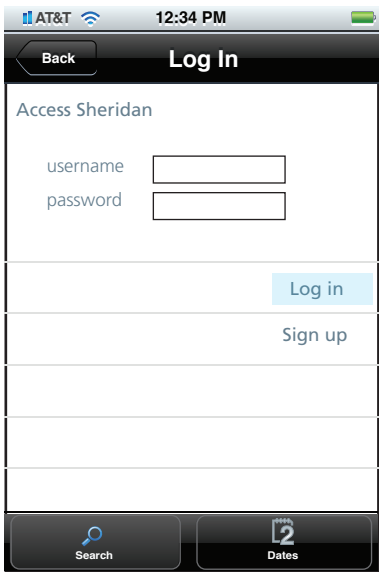 AT&T 12:34 PM
Back Log In
Access Sheridan
username
password
Log in
Sign up
2
Search Dates